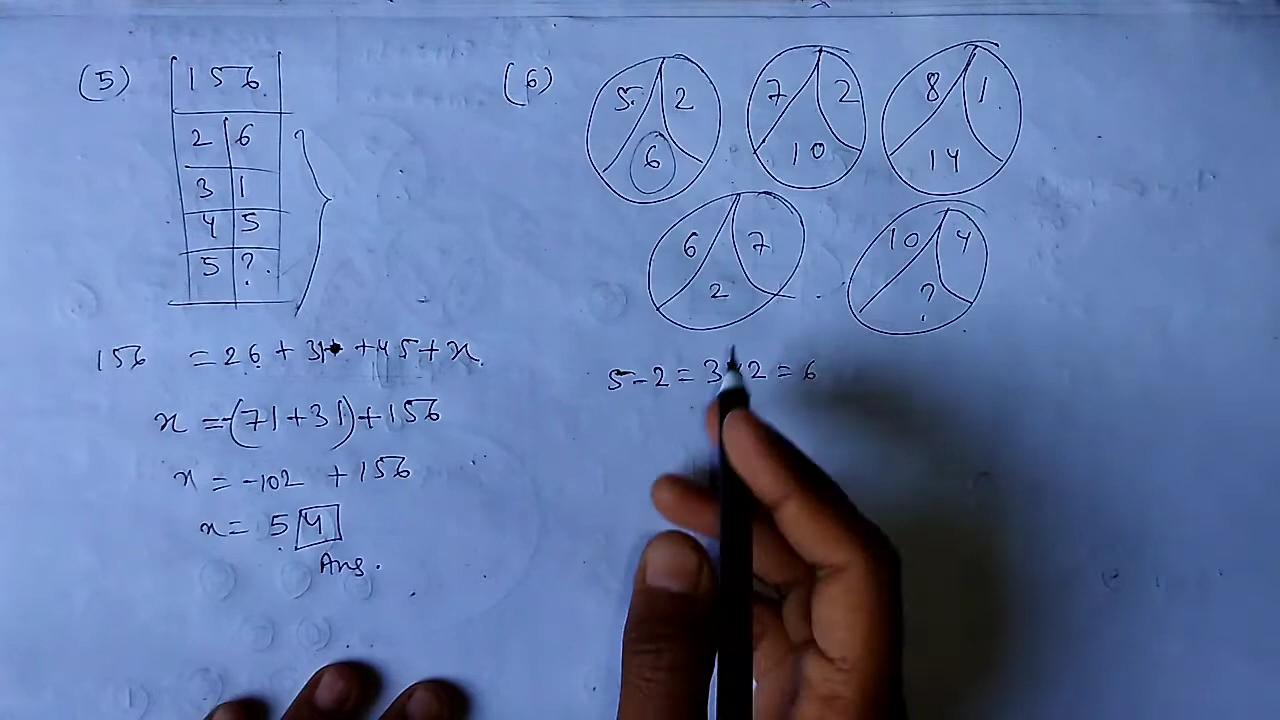 (5)
156
2 6
3 1
4 5
5 ?
156 = 26 + 31 + 45 + x
x = -(71+31)+156
x = -102 + 156
x = 54
Ans.
(6)
5 2 6
7 2 10
8 1 14
6 7 2
10 4 ?
5-2 = 3×2 = 6